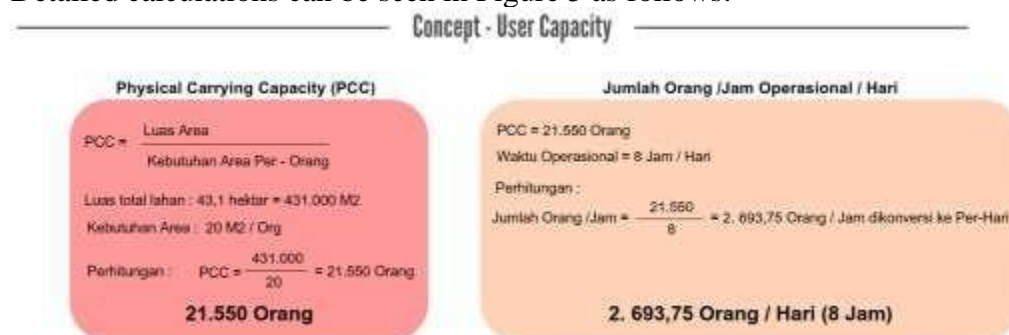 Detailed calculations can be seen in Figure 3 as follows:
Concept - User Capacity
Physical Carrying Capacity (PCC)
PCC = Luas Area
Kebutuhan Area Per - Orang
Luas total lahan : 43,1 hektar = 431.000 M2
Kebutuhan Area : 20 M2 / Org
Perhitungan : PCC = 431.000 / 20 = 21.550 Orang
21.550 Orang
Jumlah Orang /Jam Operasional / Hari
PCC = 21.550 Orang
Waktu Operasional = 8 Jam / Hari
Perhitungan :
Jumlah Orang /Jam = 21.550 / 8 = 2. 693,75 Orang / Jam dikonversi ke Per-Hari
2. 693,75 Orang / Hari (8 Jam)